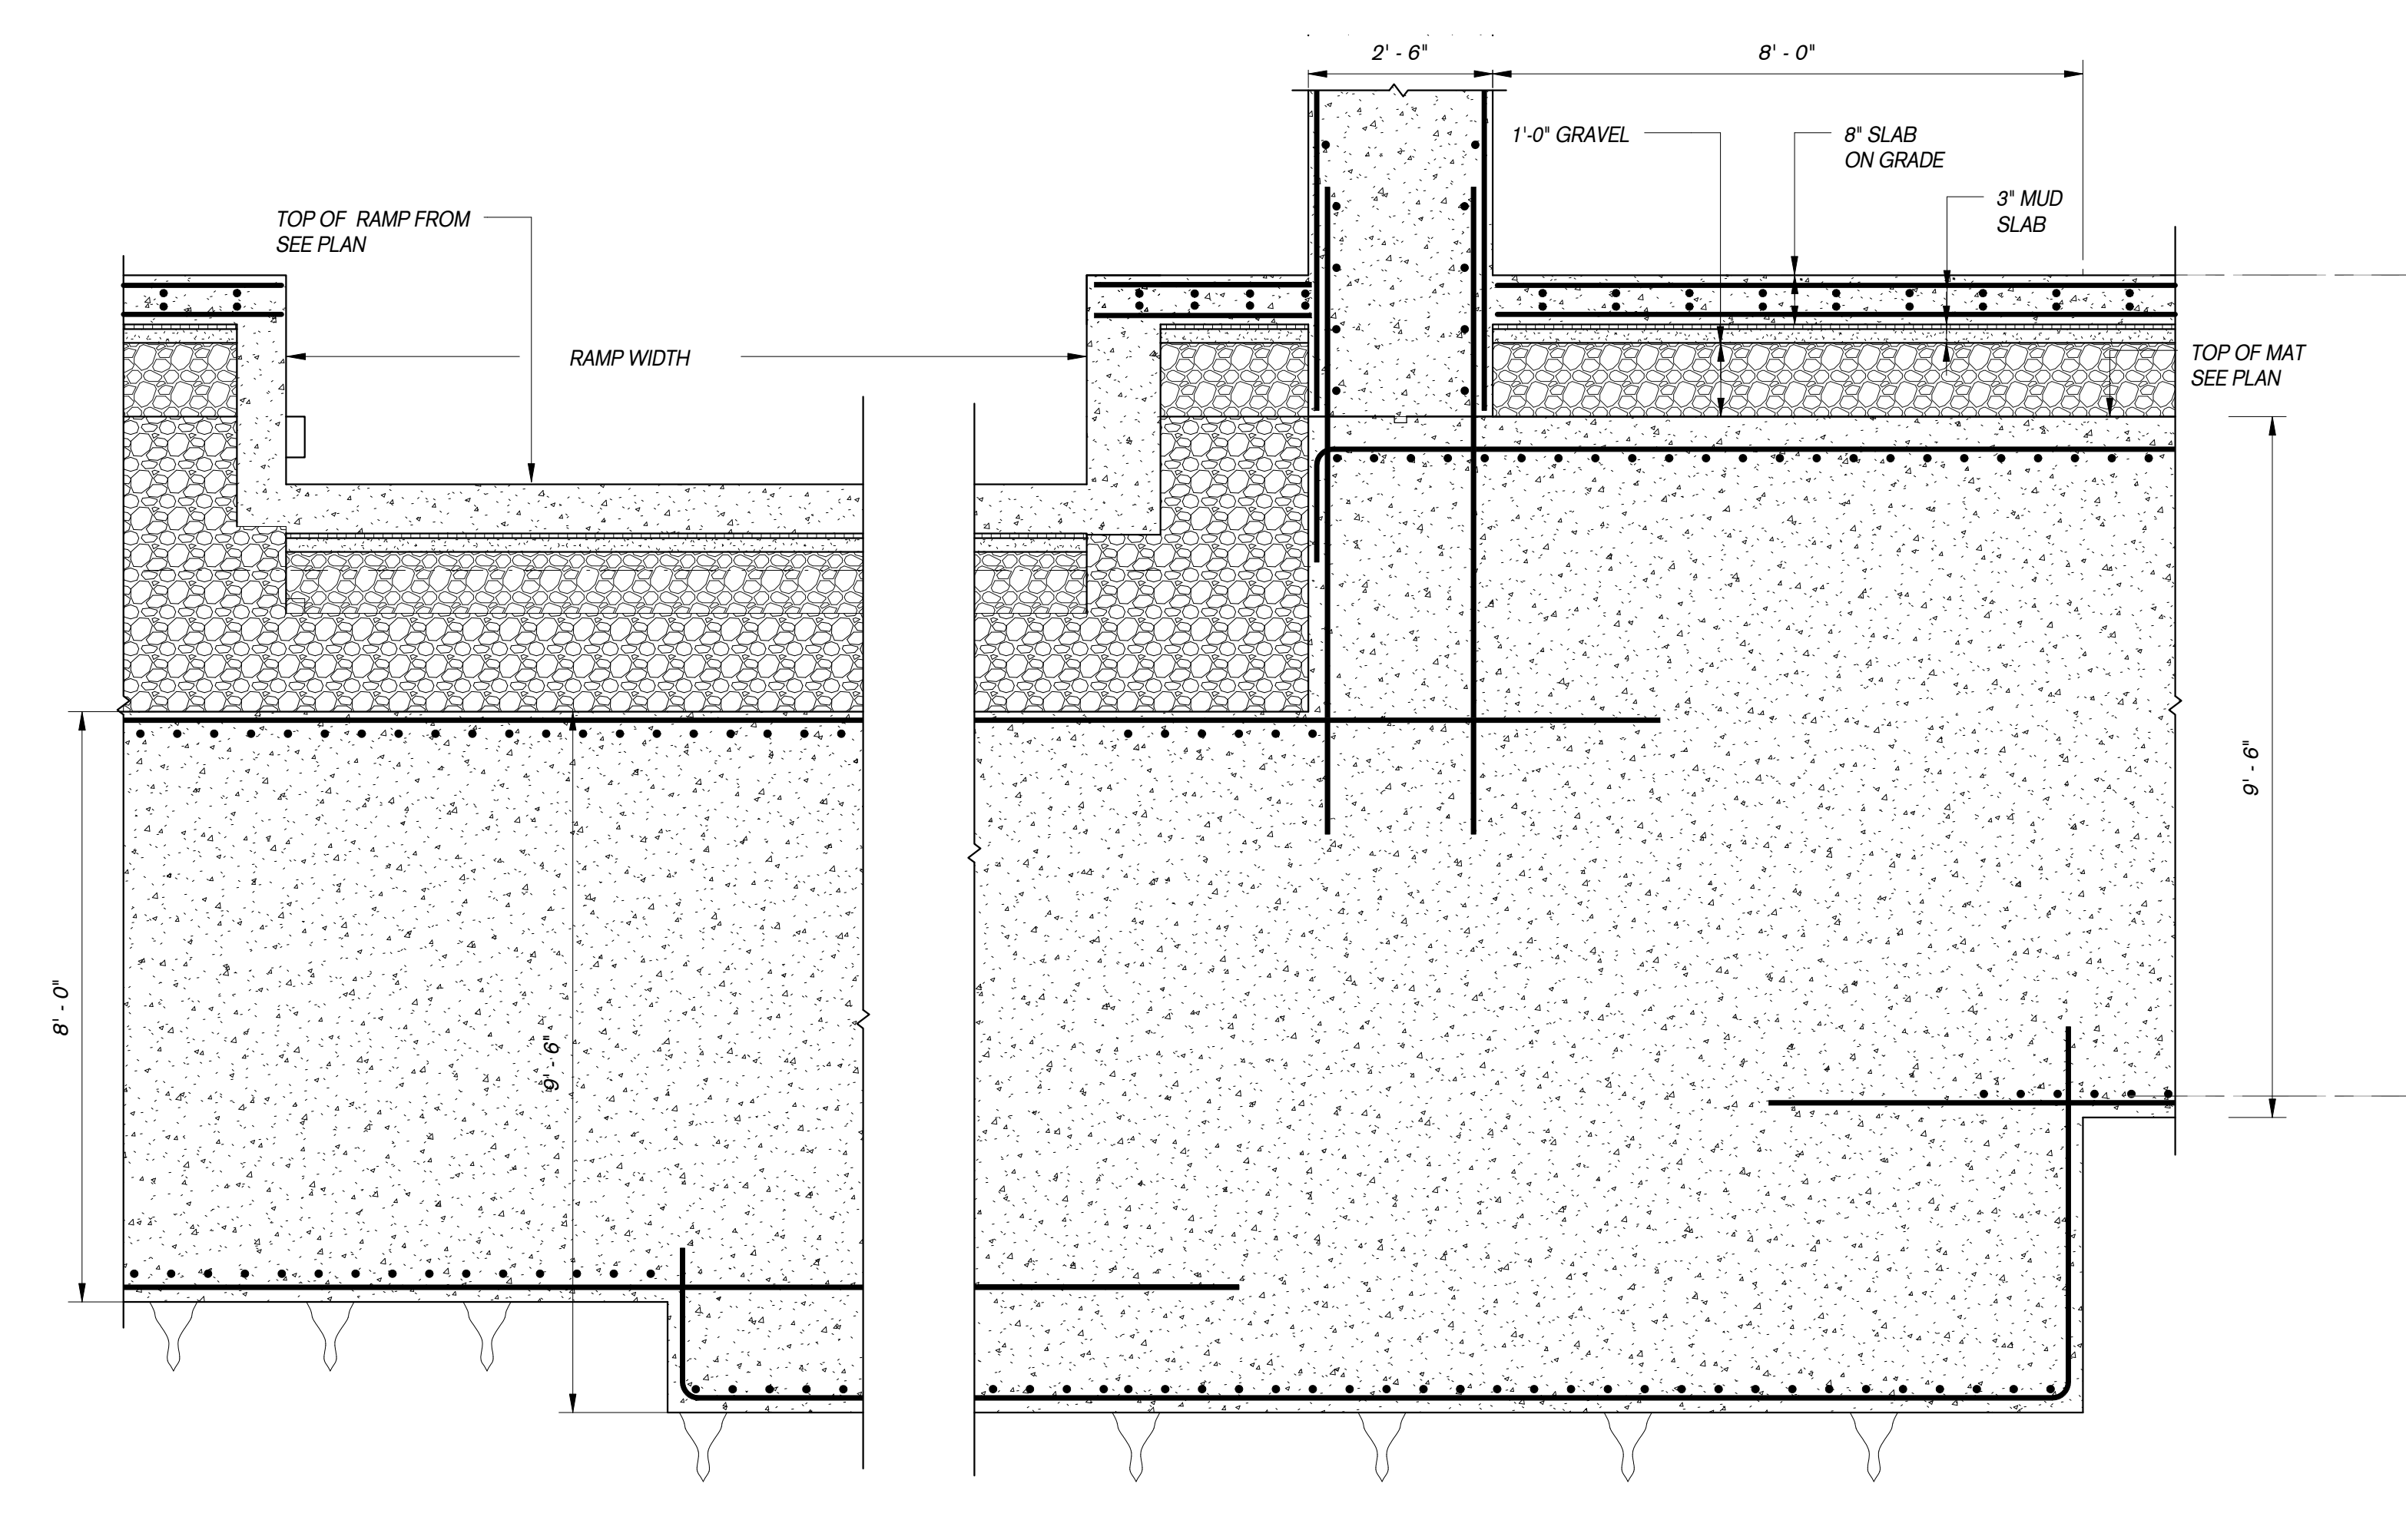 2' - 6"
8' - 0"
1'-0" GRAVEL
8" SLAB
ON GRADE
3" MUD
SLAB
TOP OF RAMP FROM
SEE PLAN
RAMP WIDTH
TOP OF MAT
SEE PLAN
9' - 6"
8' - 0"
9' - 6"